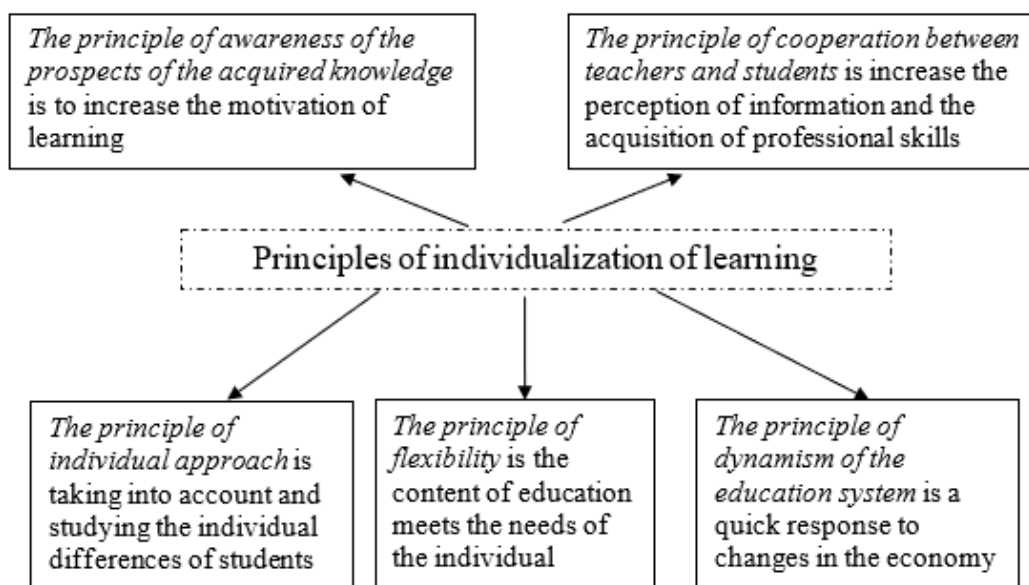 The principle of awareness of the
prospects of the acquired knowledge
is to increase the motivation of
learning
The principle of cooperation between
teachers and students is increase the
perception of information and the
acquisition of professional skills
Principles of individualization of learning
The principle of
individual approach is
taking into account and
studying the individual
differences of students
The principle of
flexibility is the
content of education
meets the needs of
the individual
The principle of
dynamism of the
education system is a
quick response to
changes in the economy